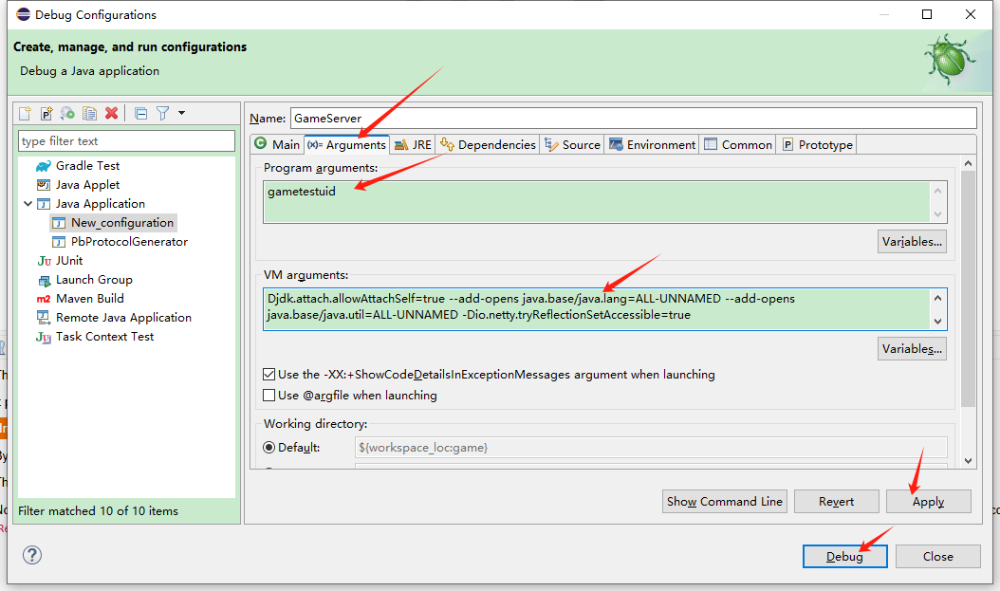 Debug Configurations
Create, manage, and run configurations
Debug a Java application
type filter text
Gradle Test
Java Applet
Java Application
New_configuration
PbProtocolGenerator
JUnit
Launch Group
Maven Build
Remote Java Application
Task Context Test
Filter matched 10 of 10 items
Name: GameServer
Main (x)= Arguments JRE Dependencies Source Environment Common Prototype
Program arguments:
gametestuid
Variables...
VM arguments:
Djdk.attach.allowAttachSelf=true --add-opens java.base/java.lang=ALL-UNNAMED --add-opens
java.base/java.util=ALL-UNNAMED -Dio.netty.tryReflectionSetAccessible=true
Variables...
Use the -XX:+ShowCodeDetailsInExceptionMessages argument when launching
Use @argfile when launching
Working directory:
Default: ${workspace_loc:game}
Show Command Line Revert Apply
Debug Close